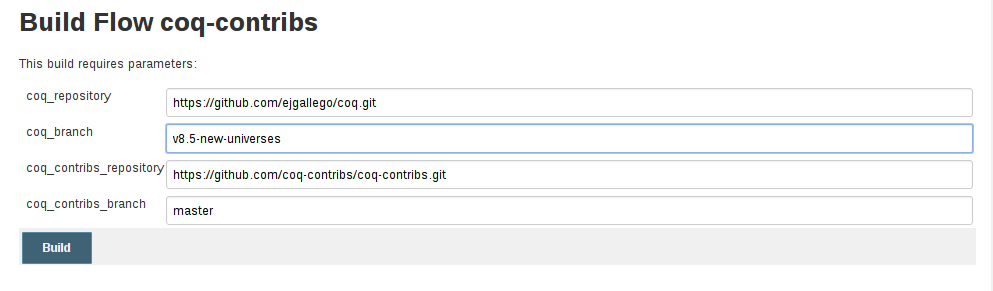 Build Flow coq-contribs
This build requires parameters:
coq_repository https://github.com/ejgallego/coq.git
coq_branch v8.5-new-universes
coq_contribs_repository https://github.com/coq-contribs/coq-contribs.git
coq_contribs_branch master
Build